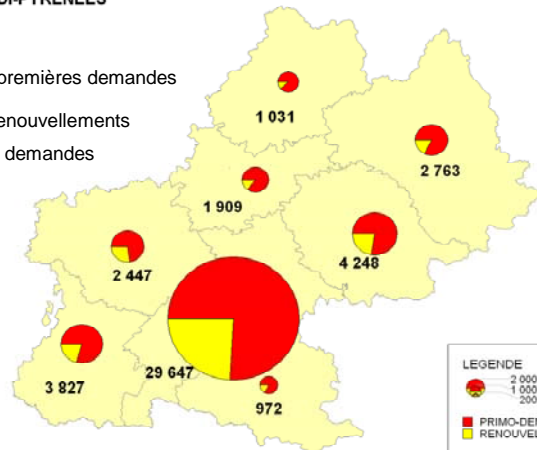 premières demandes
enouvellements
demandes
1 031
2 763
1 909
4 248
2 447
29 647
3 827
972
LEGENDE
2 000
1 000
200
PRIMO-DEM
RENOUVEL